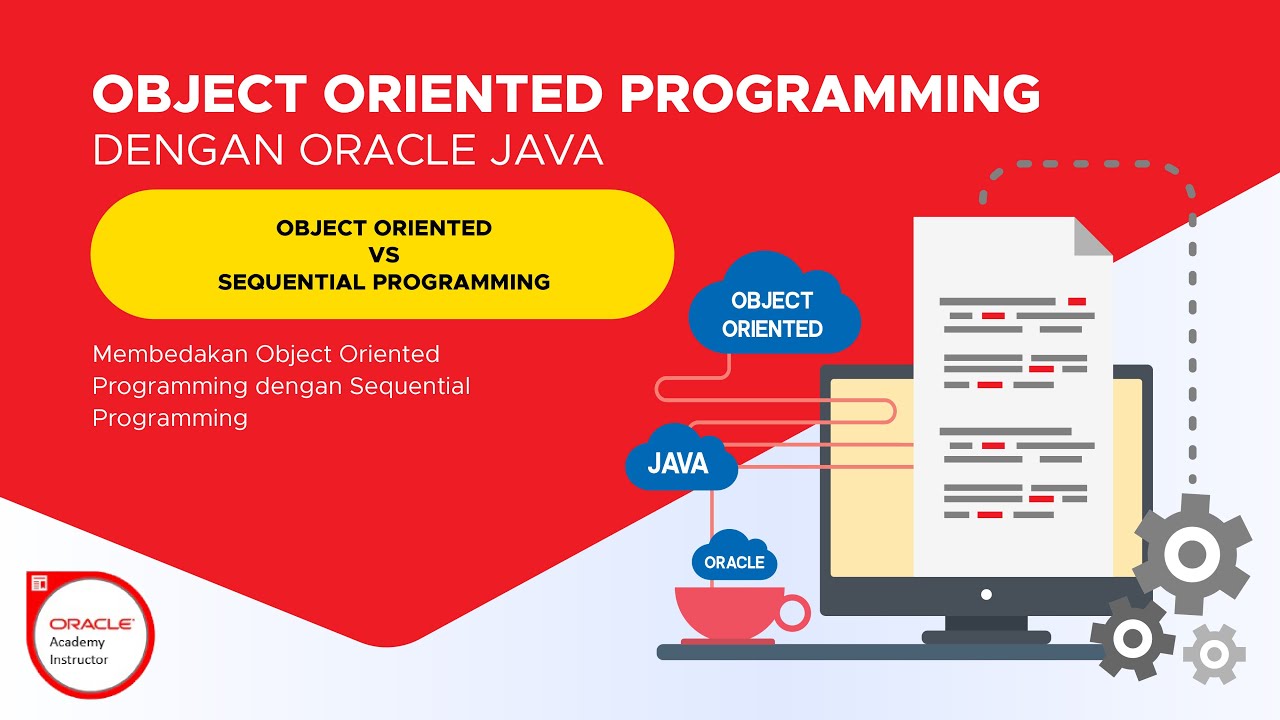 OBJECT ORIENTED PROGRAMMING
DENGAN ORACLE JAVA
OBJECT ORIENTED
VS
SEQUENTIAL PROGRAMMING
Membedakan Object Oriented
Programming dengan Sequential
Programming
OBJECT
ORIENTED
JAVA
ORACLE
ORACLE
Academy
Instructor